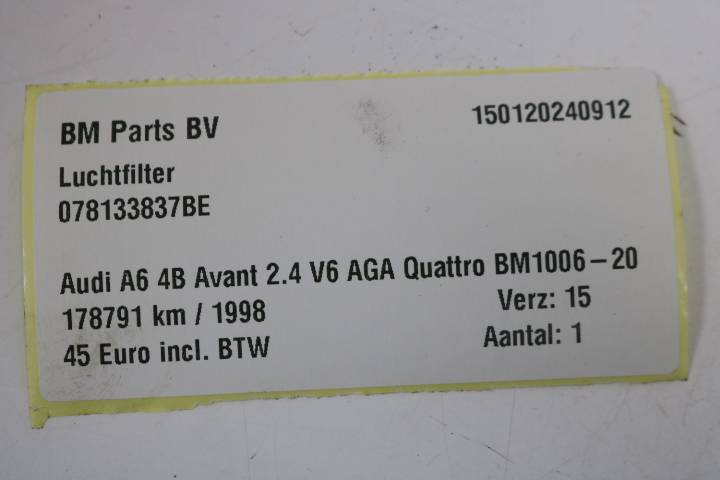 BM Parts BV 150120240912
Luchtfilter
078133837BE
Audi A6 4B Avant 2.4 V6 AGA Quattro BM1006-20
178791 km / 1998 Verz: 15
45 Euro incl. BTW Aantal: 1